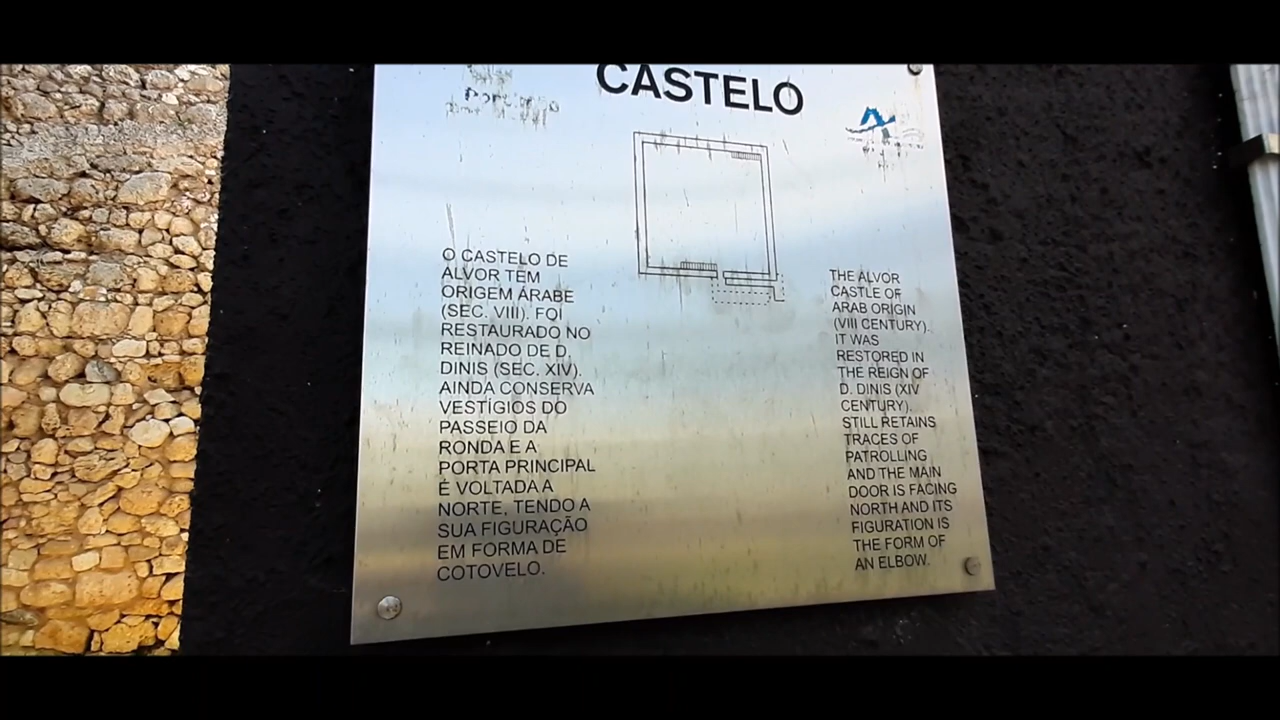 CASTELO
O CASTELO DE
ALVOR TEM
ORIGEM ÁRABE
(SEC. VIII). FOI
RESTAURADO NO
REINADO DE D.
DINIS (SEC. XIV).
AINDA CONSERVA
VESTÍGIOS DO
PASSEIO DA
RONDA E A
PORTA PRINCIPAL
É VOLTADA A
NORTE, TENDO A
SUA FIGURAÇÃO
EM FORMA DE
COTOVELO.
THE ALVOR
CASTLE OF
ARAB ORIGIN
(VIII CENTURY).
IT WAS
RESTORED IN
THE REIGN OF
D. DINIS (XIV
CENTURY).
STILL RETAINS
TRACES OF
PATROLLING
AND THE MAIN
DOOR IS FACING
NORTH AND ITS
FIGURATION IS
THE FORM OF
AN ELBOW.